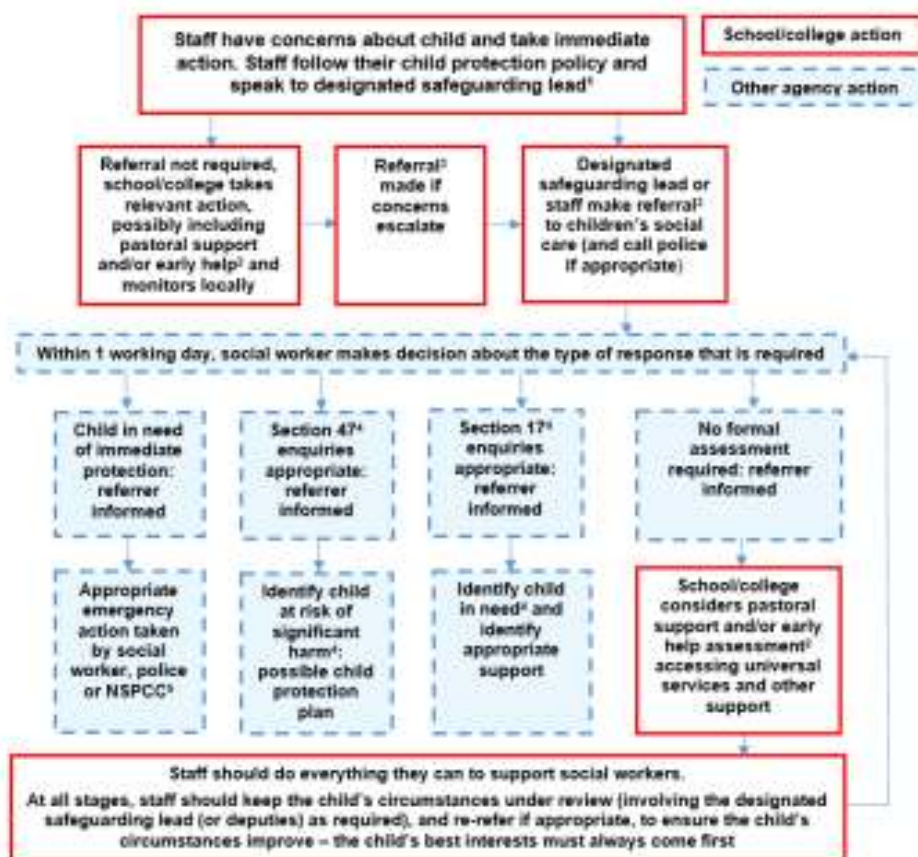 Staff have concerns about child and take immediate
action. Staff follow their child protection policy and
speak to designated safeguarding lead¹
School/college action
Other agency action
Referral not required,
school/college takes
relevant action,
possibly including
pastoral support
and/or early help² and
monitors locally
Referral³
made if
concerns
escalate
Designated
safeguarding lead or
staff make referral³
to children's social
care (and call police
if appropriate)
Within 1 working day, social worker makes decision about the type of response that is required
Child in need
of immediate
protection:
referrer
informed
Section 47⁴
enquiries
appropriate:
referrer
informed
Section 17⁴
enquiries
appropriate:
referrer
informed
No formal
assessment
required: referrer
informed
Appropriate
emergency
action taken
by social
worker, police
or NSPCC⁵
Identify child
at risk of
significant
harm⁴:
possible child
protection
plan
Identify child
in need⁴ and
identify
appropriate
support
School/college
considers pastoral
support and/or early
help assessment²
accessing universal
services and other
support
Staff should do everything they can to support social workers.
At all stages, staff should keep the child's circumstances under review (involving the designated
safeguarding lead (or deputies) as required), and re-refer if appropriate, to ensure the child's
circumstances improve – the child's best interests must always come first